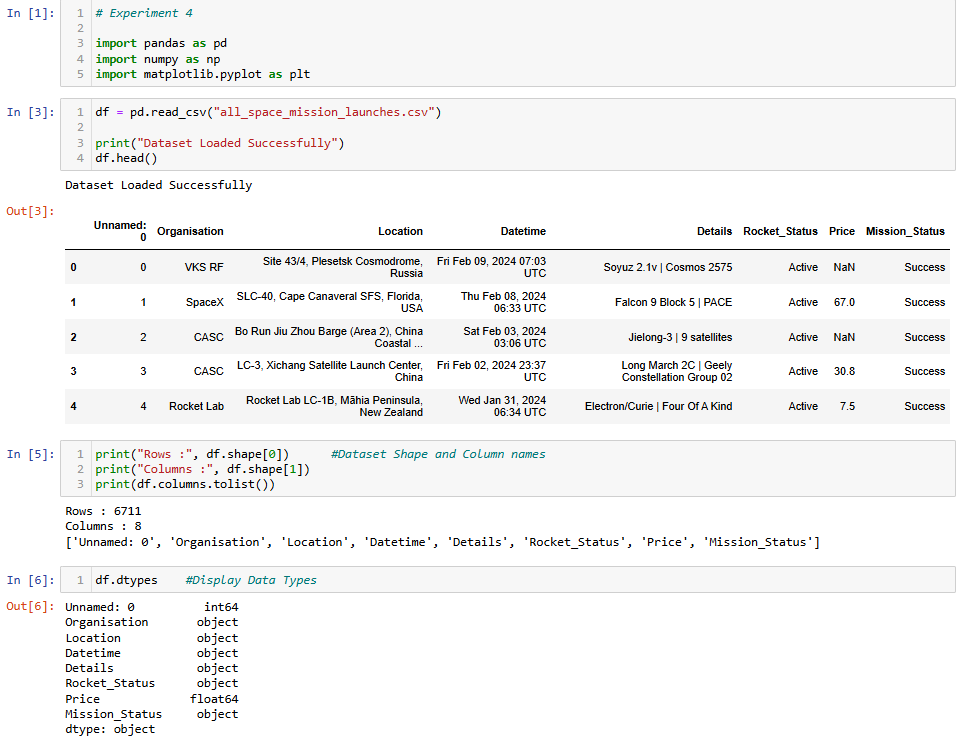 In [1]:
1 # Experiment 4
2
3 import pandas as pd
4 import numpy as np
5 import matplotlib.pyplot as plt
In [3]:
1 df = pd.read_csv("all_space_mission_launches.csv")
2
3 print("Dataset Loaded Successfully")
4 df.head()
Dataset Loaded Successfully
Out[3]:
Unnamed: 0 Organisation Location Datetime Details Rocket_Status Price Mission_Status
0 0 VKS RF Site 43/4, Plesetsk Cosmodrome, Russia Fri Feb 09, 2024 07:03 UTC Soyuz 2.1v | Cosmos 2575 Active NaN Success
1 1 SpaceX SLC-40, Cape Canaveral SFS, Florida, USA Thu Feb 08, 2024 06:33 UTC Falcon 9 Block 5 | PACE Active 67.0 Success
2 2 CASC Bo Run Jiu Zhou Barge (Area 2), China Coastal ... Sat Feb 03, 2024 03:06 UTC Jielong-3 | 9 satellites Active NaN Success
3 3 CASC LC-3, Xichang Satellite Launch Center, China Fri Feb 02, 2024 23:37 UTC Long March 2C | Geely Constellation Group 02 Active 30.8 Success
4 4 Rocket Lab Rocket Lab LC-1B, Māhia Peninsula, New Zealand Wed Jan 31, 2024 06:34 UTC Electron/Curie | Four Of A Kind Active 7.5 Success
In [5]:
1 print("Rows :", df.shape[0]) #Dataset Shape and Column names
2 print("Columns :", df.shape[1])
3 print(df.columns.tolist())
Rows : 6711
Columns : 8
['Unnamed: 0', 'Organisation', 'Location', 'Datetime', 'Details', 'Rocket_Status', 'Price', 'Mission_Status']
In [6]:
1 df.dtypes #Display Data Types
Out[6]:
Unnamed: 0 int64
Organisation object
Location object
Datetime object
Details object
Rocket_Status object
Price float64
Mission_Status object
dtype: object